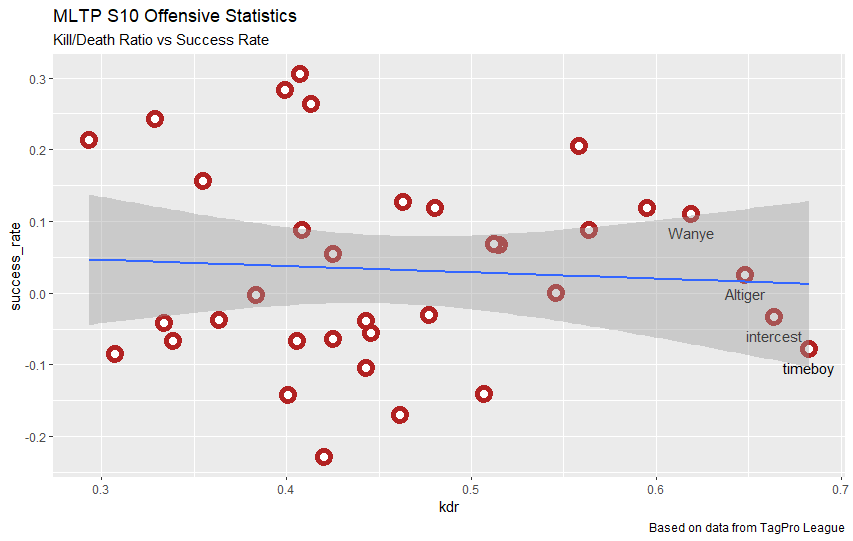 MLTP S10 Offensive Statistics
Kill/Death Ratio vs Success Rate
success_rate
0.3
0.2
0.1
0.0
-0.1
-0.2
Wanye
Altiger
intercest
timeboy
0.3 0.4 0.5 0.6 0.7
kdr
Based on data from TagPro League